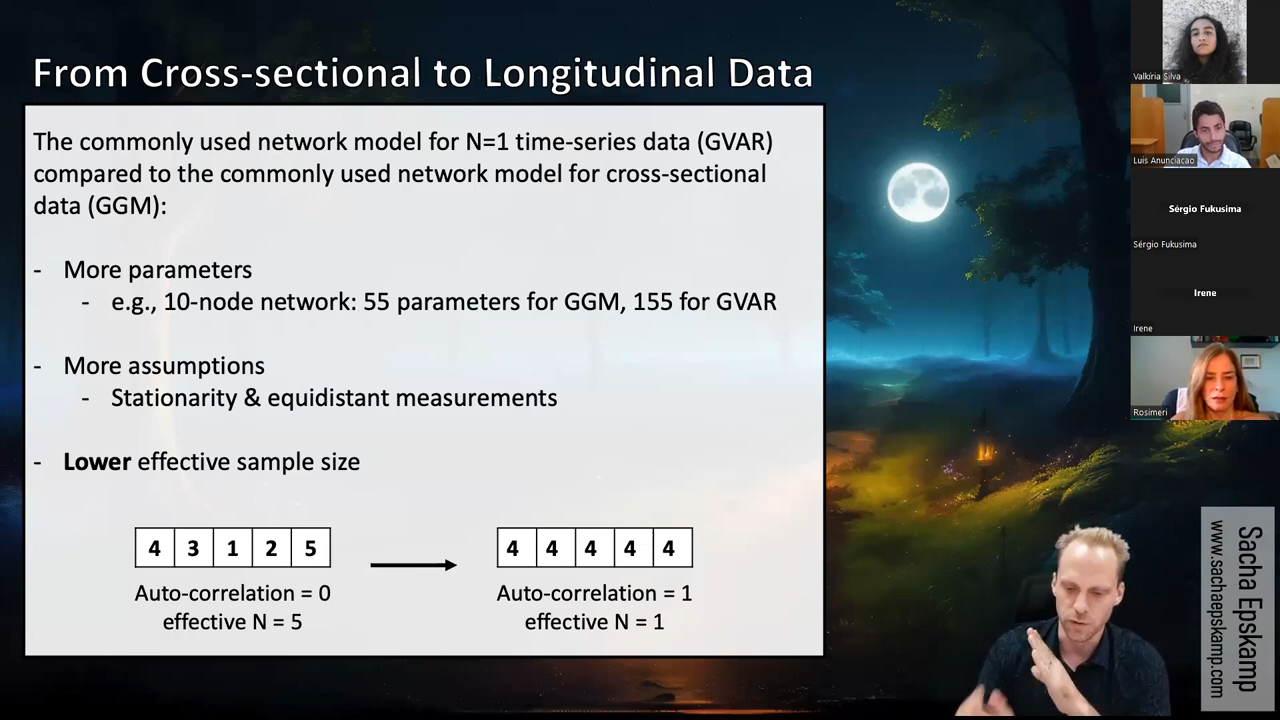 From Cross-sectional to Longitudinal Data
The commonly used network model for N=1 time-series data (GVAR)
compared to the commonly used network model for cross-sectional
data (GGM):
- More parameters
- e.g., 10-node network: 55 parameters for GGM, 155 for GVAR
- More assumptions
- Stationarity & equidistant measurements
- Lower effective sample size
4 3 1 2 5
Auto-correlation = 0
effective N = 5
4 4 4 4 4
Auto-correlation = 1
effective N = 1
Valkíria Silva
Luis Anunciacao
Sérgio Fukusima
Sérgio Fukusima
Irene
Irene
Rosimeri
Sacha Epskamp
www.sachaepskamp.com